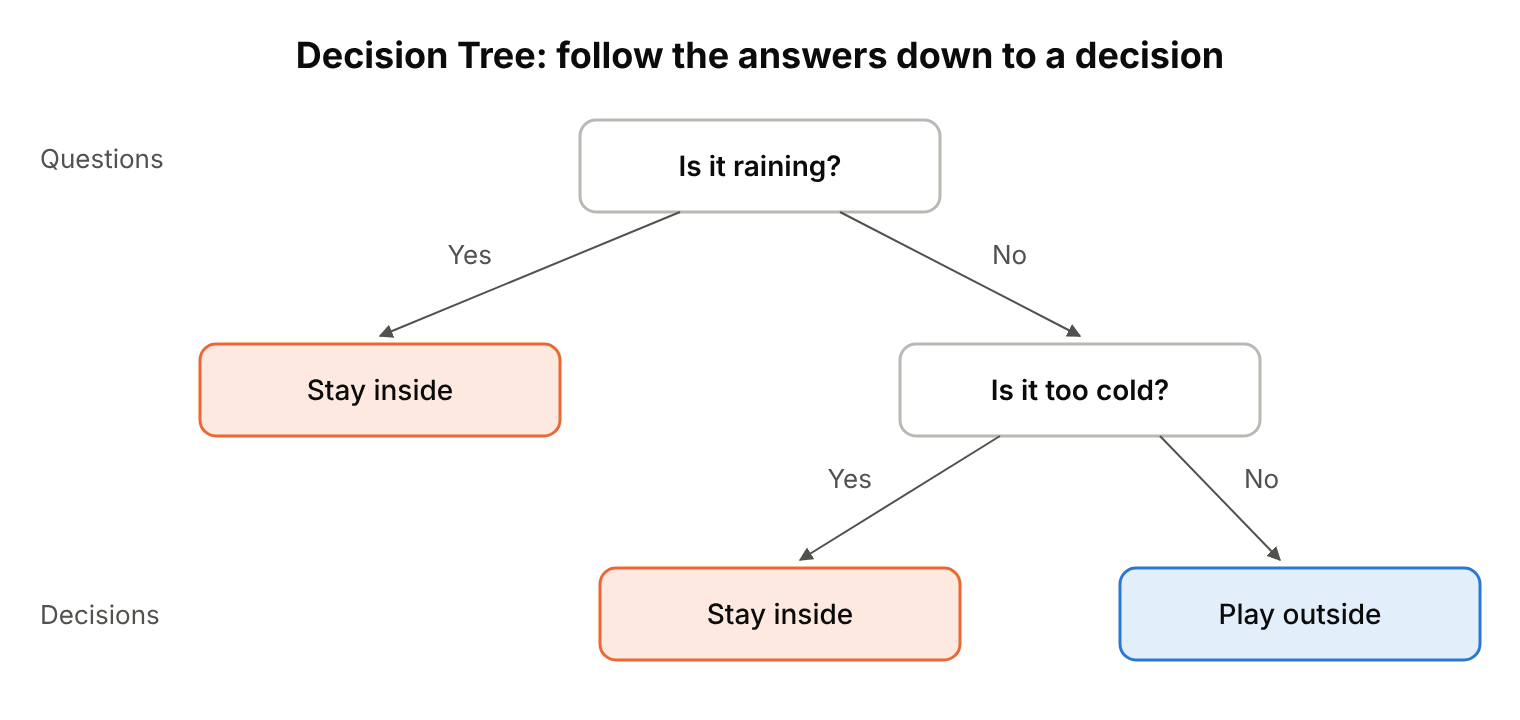 Decision Tree: follow the answers down to a decision
Questions
Is it raining?
Yes
No
Stay inside
Is it too cold?
Yes
No
Decisions
Stay inside
Play outside